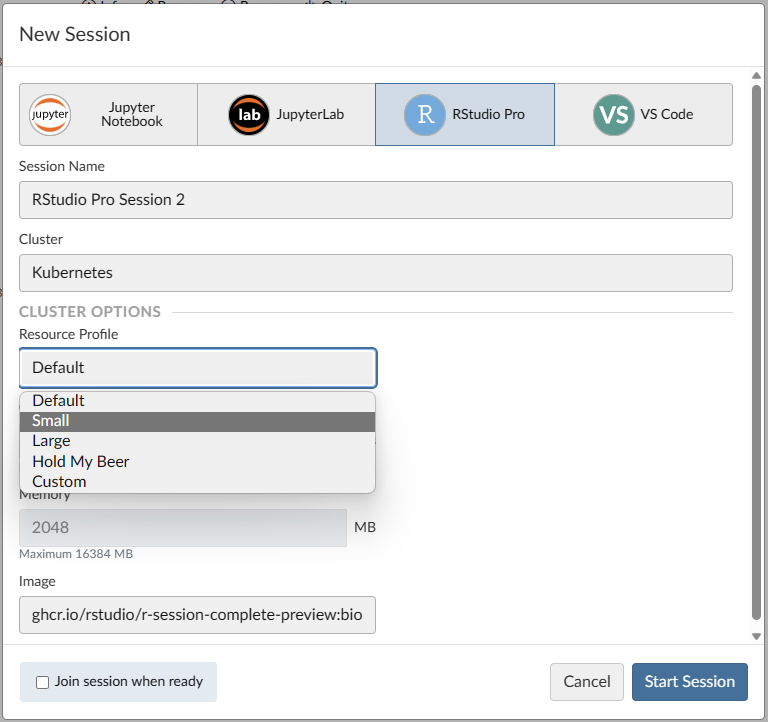 New Session
jupyter
Jupyter
Notebook
lab
JupyterLab
R
RStudio Pro
VS
VS Code
Session Name
RStudio Pro Session 2
Cluster
Kubernetes
CLUSTER OPTIONS
Resource Profile
Default
Default
Small
Large
Hold My Beer
Custom
Memory
2048 MB
Maximum 16384 MB
Image
ghcr.io/rstudio/r-session-complete-preview:bio
Join session when ready
Cancel
Start Session